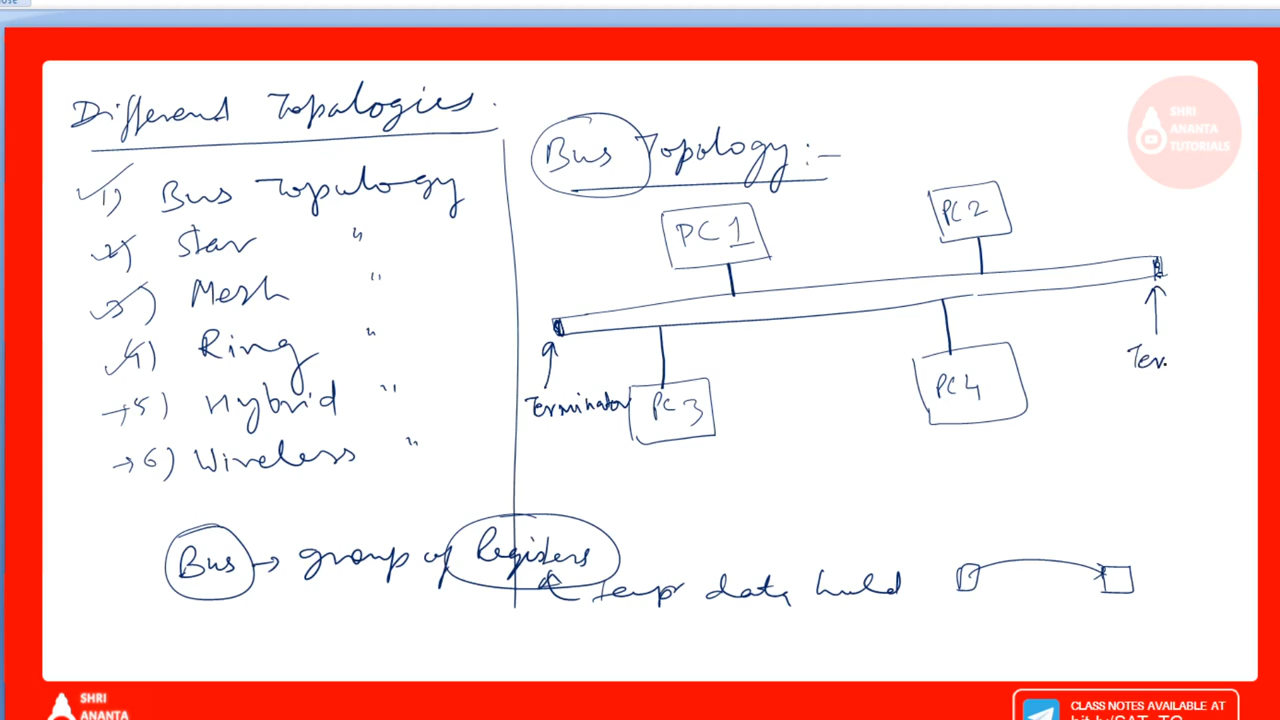 Different Topalogies.
1) Bus Topology
2) Star "
3) Mesh "
4) Ring "
5) Hybrid "
6) Wireless "
Bus Topology :-
PC 1
PC 2
Terminator
PC 3
PC 4
Ter.
Bus → group of Registers
Temp data hold
SHRI
ANANTA
TUTORIALS
SHRI
ANANTA
CLASS NOTES AVAILABLE AT